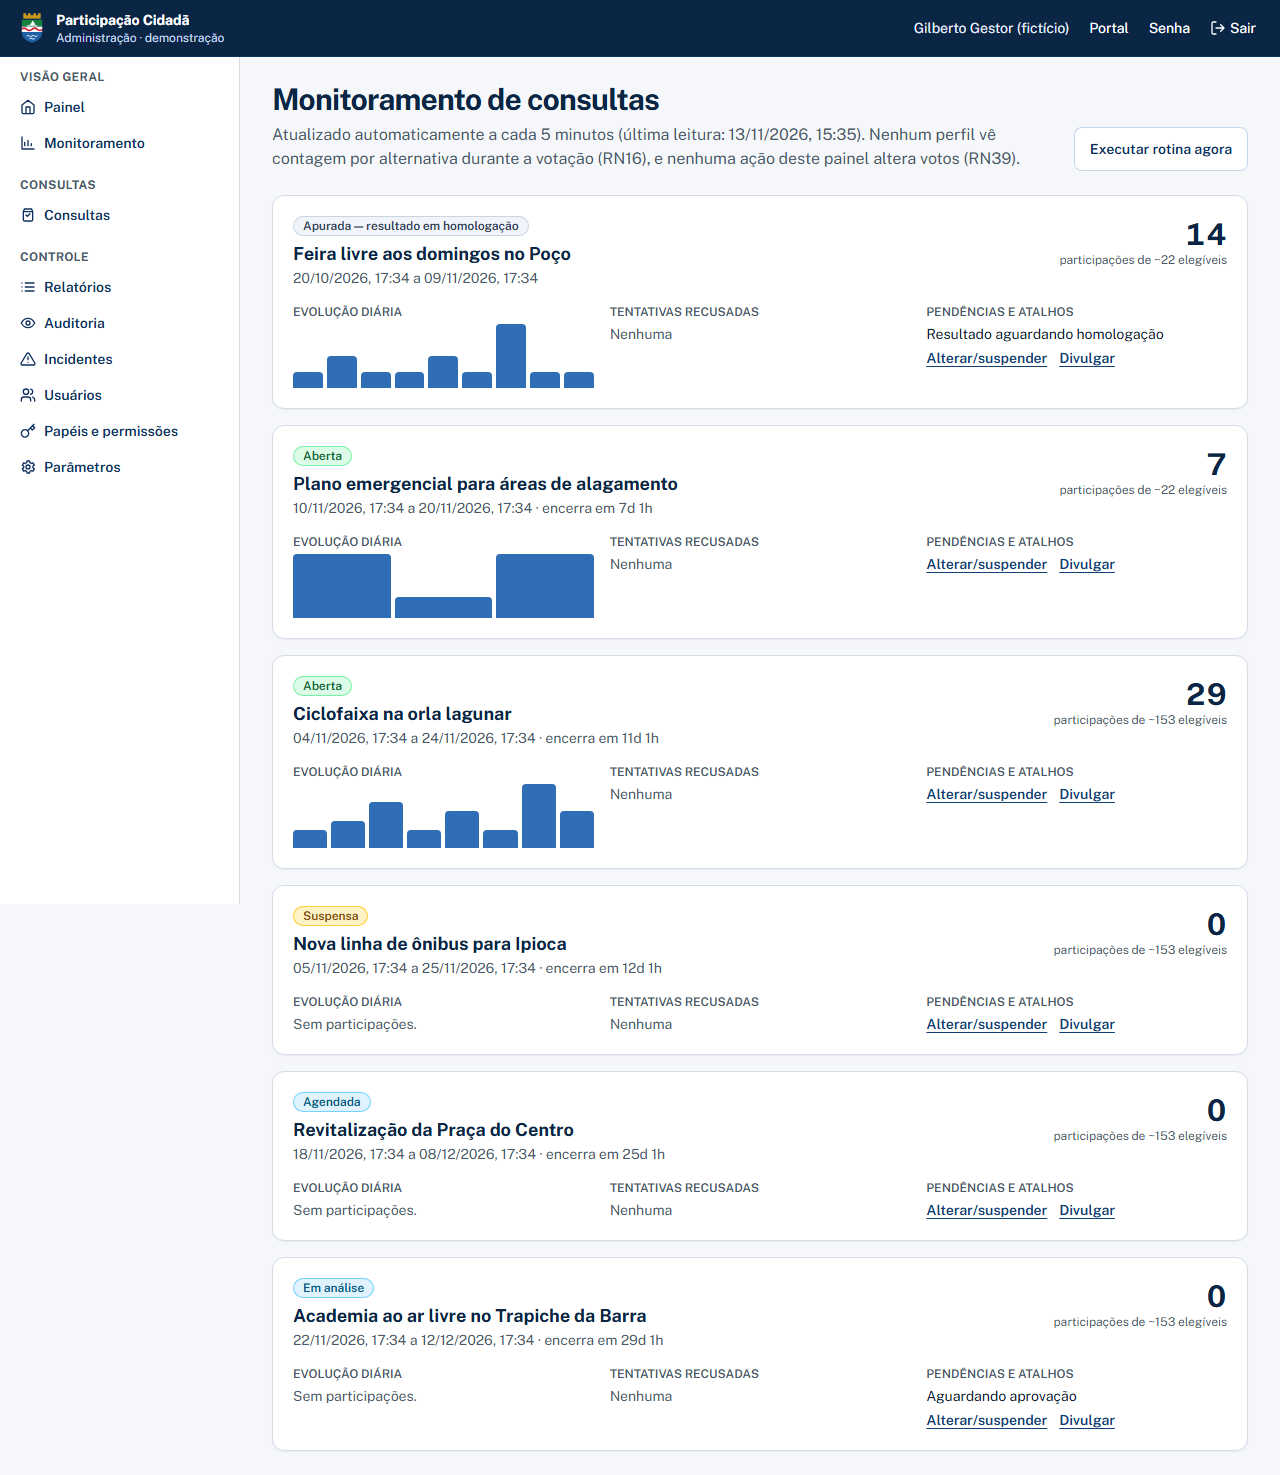 Participação Cidadã
Administração · demonstração
Gilberto Gestor (fictício)
Portal
Senha
Sair
VISÃO GERAL
Painel
Monitoramento
CONSULTAS
Consultas
CONTROLE
Relatórios
Auditoria
Incidentes
Usuários
Papéis e permissões
Parâmetros
Monitoramento de consultas
Atualizado automaticamente a cada 5 minutos (última leitura: 13/11/2026, 15:35). Nenhum perfil vê
contagem por alternativa durante a votação (RN16), e nenhuma ação deste painel altera votos (RN39).
Executar rotina agora
Apurada — resultado em homologação
Feira livre aos domingos no Poço
20/10/2026, 17:34 a 09/11/2026, 17:34
14
participações de ~22 elegíveis
EVOLUÇÃO DIÁRIA
TENTATIVAS RECUSADAS
Nenhuma
PENDÊNCIAS E ATALHOS
Resultado aguardando homologação
Alterar/suspender Divulgar
Aberta
Plano emergencial para áreas de alagamento
10/11/2026, 17:34 a 20/11/2026, 17:34 · encerra em 7d 1h
7
participações de ~22 elegíveis
EVOLUÇÃO DIÁRIA
TENTATIVAS RECUSADAS
Nenhuma
PENDÊNCIAS E ATALHOS
Alterar/suspender Divulgar
Aberta
Ciclofaixa na orla lagunar
04/11/2026, 17:34 a 24/11/2026, 17:34 · encerra em 11d 1h
29
participações de ~153 elegíveis
EVOLUÇÃO DIÁRIA
TENTATIVAS RECUSADAS
Nenhuma
PENDÊNCIAS E ATALHOS
Alterar/suspender Divulgar
Suspensa
Nova linha de ônibus para Ipioca
05/11/2026, 17:34 a 25/11/2026, 17:34 · encerra em 12d 1h
0
participações de ~153 elegíveis
EVOLUÇÃO DIÁRIA
Sem participações.
TENTATIVAS RECUSADAS
Nenhuma
PENDÊNCIAS E ATALHOS
Alterar/suspender Divulgar
Agendada
Revitalização da Praça do Centro
18/11/2026, 17:34 a 08/12/2026, 17:34 · encerra em 25d 1h
0
participações de ~153 elegíveis
EVOLUÇÃO DIÁRIA
Sem participações.
TENTATIVAS RECUSADAS
Nenhuma
PENDÊNCIAS E ATALHOS
Alterar/suspender Divulgar
Em análise
Academia ao ar livre no Trapiche da Barra
22/11/2026, 17:34 a 12/12/2026, 17:34 · encerra em 29d 1h
0
participações de ~153 elegíveis
EVOLUÇÃO DIÁRIA
Sem participações.
TENTATIVAS RECUSADAS
Nenhuma
PENDÊNCIAS E ATALHOS
Aguardando aprovação
Alterar/suspender Divulgar